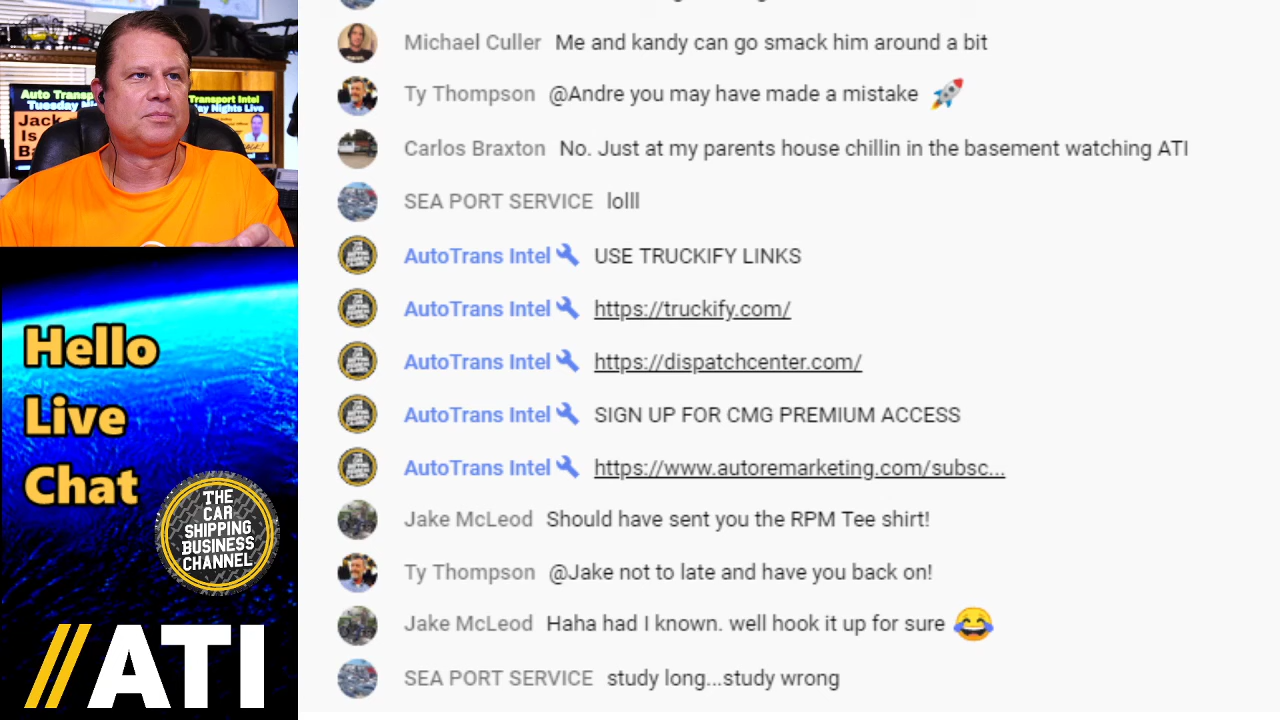 Auto Transp
Tuesday Ni
Jack
Is
Ba
Transport Intel
ay Nights Live
Hello
Live
Chat
THE
CAR
SHIPPING
BUSINESS
CHANNEL
//ATI
Michael Culler Me and kandy can go smack him around a bit
Ty Thompson @Andre you may have made a mistake 🚀
Carlos Braxton No. Just at my parents house chillin in the basement watching ATI
SEA PORT SERVICE lolll
AutoTrans Intel USE TRUCKIFY LINKS
AutoTrans Intel https://truckify.com/
AutoTrans Intel https://dispatchcenter.com/
AutoTrans Intel SIGN UP FOR CMG PREMIUM ACCESS
AutoTrans Intel https://www.autoremarketing.com/subsc...
Jake McLeod Should have sent you the RPM Tee shirt!
Ty Thompson @Jake not to late and have you back on!
Jake McLeod Haha had I known. well hook it up for sure 😂
SEA PORT SERVICE study long...study wrong